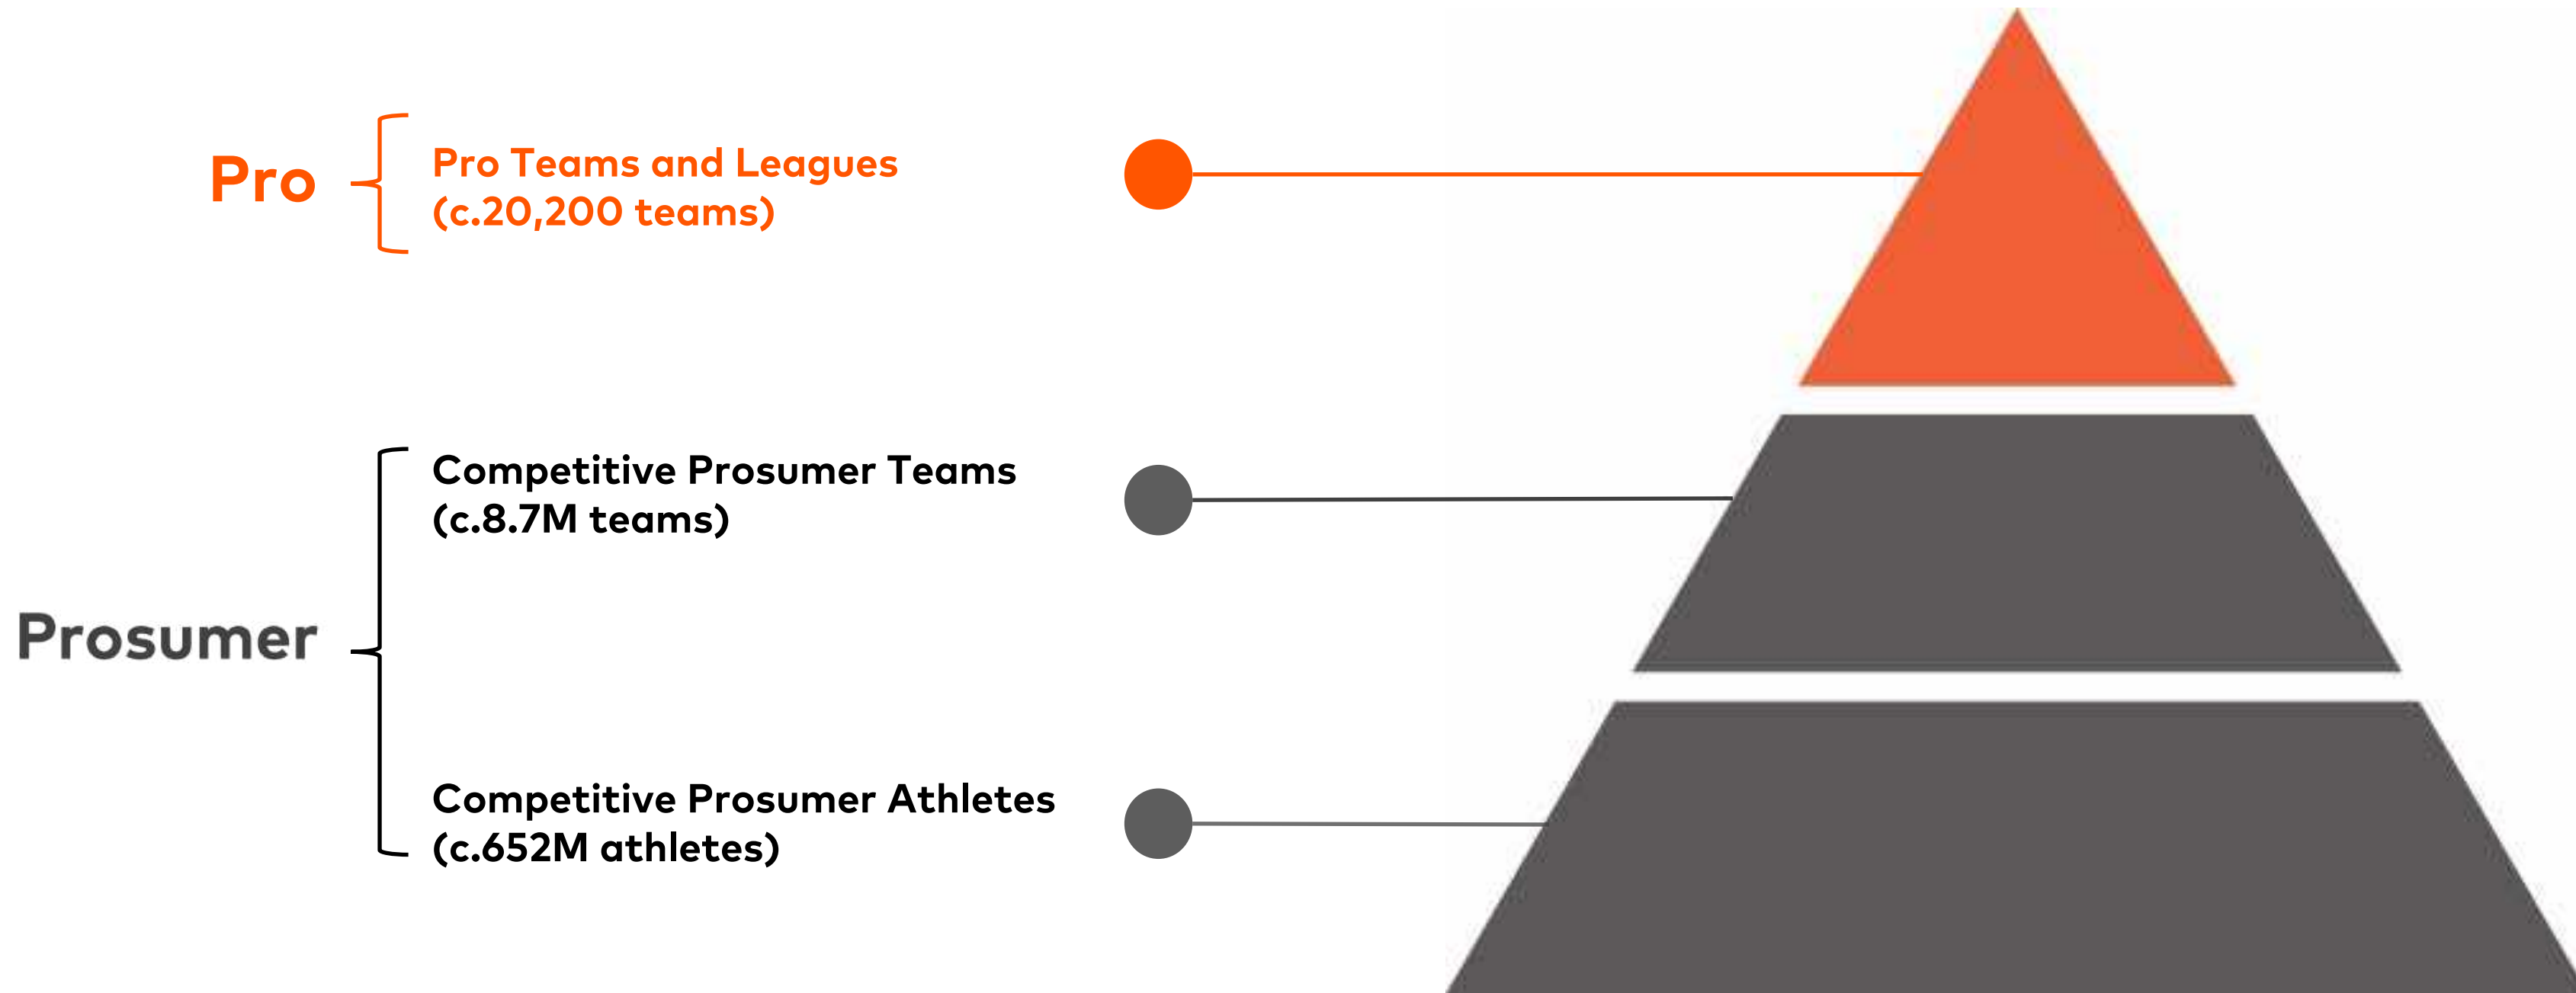 Pro
Pro Teams and Leagues
(c.20,200 teams)
Prosumer
Competitive Prosumer Teams
(c.8.7M teams)
Competitive Prosumer Athletes
(c.652M athletes)